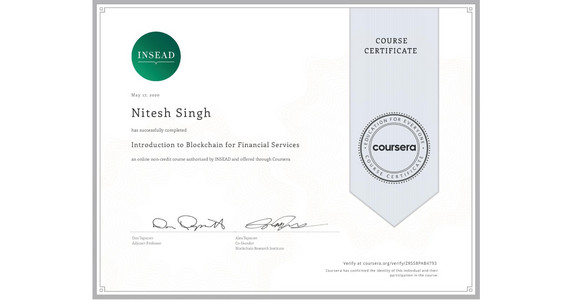 INSEAD
COURSE
CERTIFICATE
May 17, 2020
Nitesh Singh
has successfully completed
Introduction to Blockchain for Financial Services
an online non-credit course authorized by INSEAD and offered through Coursera
EDUCATION FOR EVERYONE
coursera
COURSE CERTIFICATE
Don Tapscott
Adjunct Professor
Alex Tapscott
Co-founder
Blockchain Research Institute
Verify at coursera.org/verify/
Coursera has confirmed the identity of this individual and their
participation in the course.